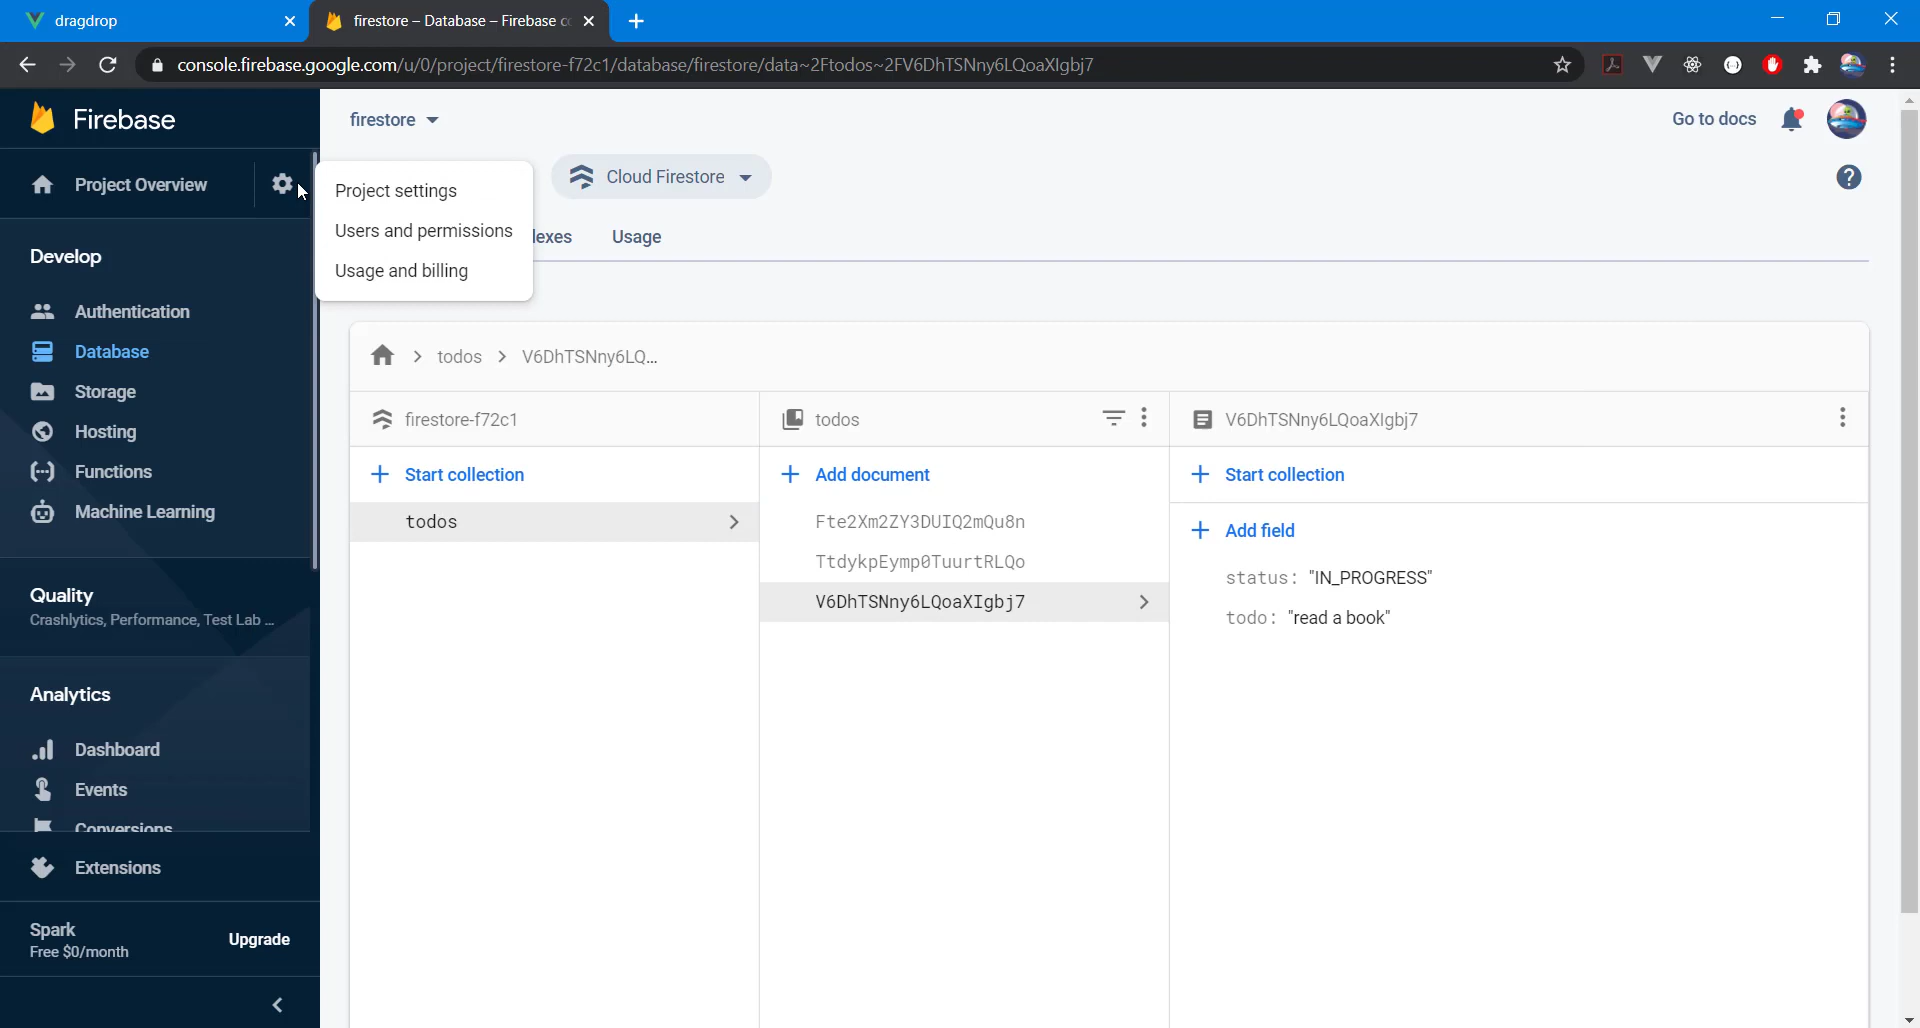 dragdrop
firestore – Database – Firebase co
console.firebase.google.com/u/0/project/firestore-f72c1/database/firestore/data~2Ftodos~2FV6DhTSNny6LQoaXIgbj7
Firebase
firestore
Go to docs
Project Overview
Project settings
Users and permissions
Usage and billing
Cloud Firestore
lexes
Usage
Develop
Authentication
Database
Storage
Hosting
Functions
Machine Learning
Quality
Crashlytics, Performance, Test Lab ...
Analytics
Dashboard
Events
Conversions
Extensions
Spark
Free $0/month
Upgrade
todos
V6DhTSNny6LQ...
firestore-f72c1
Start collection
todos
todos
Add document
Fte2Xm2ZY3DUIQ2mQu8n
TtdykpEymp0TuurtRLQo
V6DhTSNny6LQoaXIgbj7
V6DhTSNny6LQoaXIgbj7
Start collection
Add field
status: "IN_PROGRESS"
todo: "read a book"